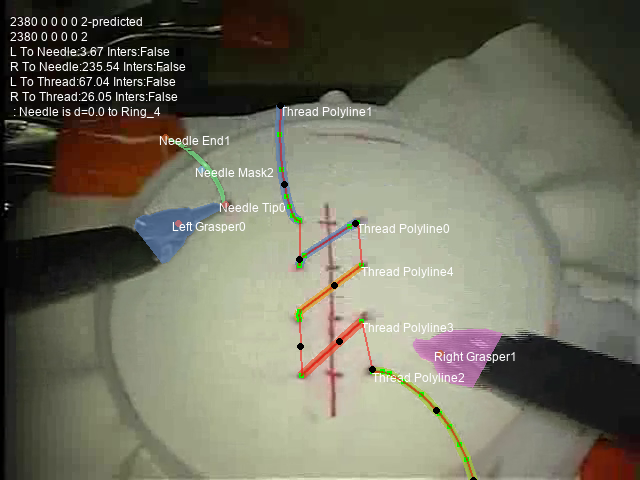 2380 0 0 0 0 2-predicted
2380 0 0 0 0 2
L To Needle:3.67 Inters:False
R To Needle:235.54 Inters:False
L To Thread:67.04 Inters:False
R To Thread:26.05 Inters:False
: Needle is d=0.0 to Ring_4
Thread Polyline1
Needle End1
Needle Mask2
Needle Tip0
Left Grasper0
Thread Polyline0
Thread Polyline4
Thread Polyline3
Right Grasper1
Thread Polyline2